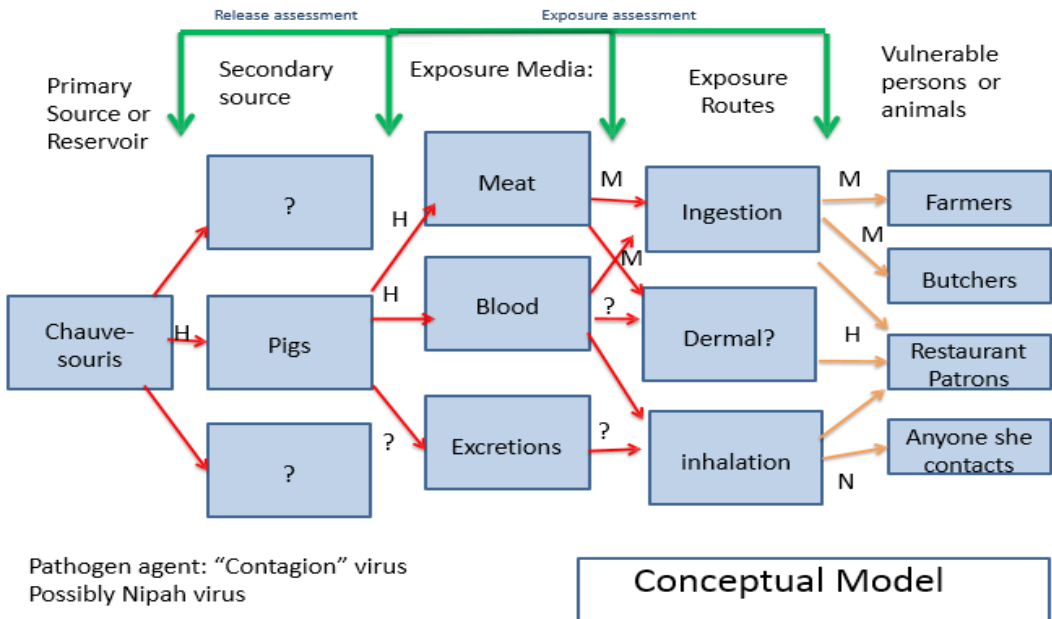 Release assessment
Exposure assessment
Primary
Source or
Reservoir
Secondary
source
Exposure Media:
Exposure
Routes
Vulnerable
persons or
animals
?
Meat
M
Ingestion
M
Farmers
H
M
Butchers
Chauve-
souris
H
Pigs
H
Blood
M
?
Dermal?
H
Restaurant
Patrons
?
?
Excretions
?
inhalation
N
Anyone she
contacts
Pathogen agent: “Contagion” virus
Possibly Nipah virus
Conceptual Model